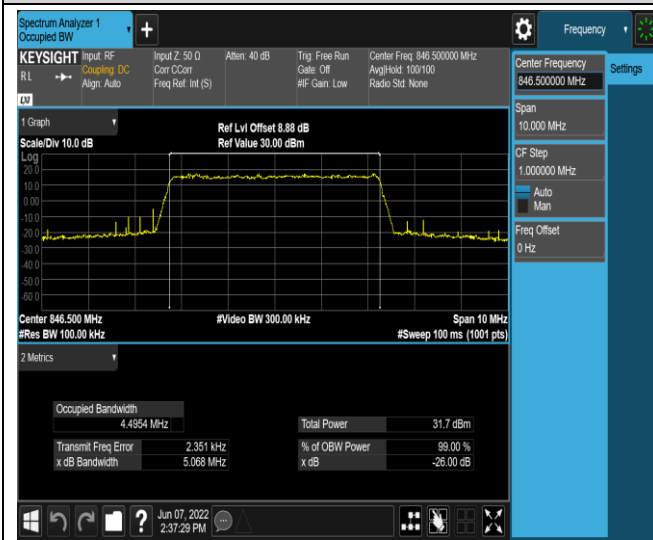 Spectrum Analyzer 1
Occupied BW
+
Frequency
KEYSIGHT
RL
LXI
Input: RF
Coupling: DC
Align: Auto
Input Z: 50 Ω
Corr CCorr
Freq Ref: Int (S)
Atten: 40 dB
Trig: Free Run
Gate: Off
#IF Gain: Low
Center Freq: 846.500000 MHz
Avg|Hold: 100/100
Radio Std: None
Center Frequency
846.500000 MHz
Settings
Span
10.000 MHz
CF Step
1.000000 MHz
Auto
Man
Freq Offset
0 Hz
1 Graph
Scale/Div 10.0 dB
Ref Lvl Offset 8.88 dB
Ref Value 30.00 dBm
Log
20.0
10.0
0.00
-10.0
-20.0
-30.0
-40.0
-50.0
-60.0
Center 846.500 MHz
#Res BW 100.00 kHz
#Video BW 300.00 kHz
Span 10 MHz
#Sweep 100 ms (1001 pts)
2 Metrics
Occupied Bandwidth
4.4954 MHz
Total Power 31.7 dBm
Transmit Freq Error 2.351 kHz
% of OBW Power 99.00 %
x dB Bandwidth 5.068 MHz
x dB -26.00 dB
?
Jun 07, 2022
2:37:29 PM